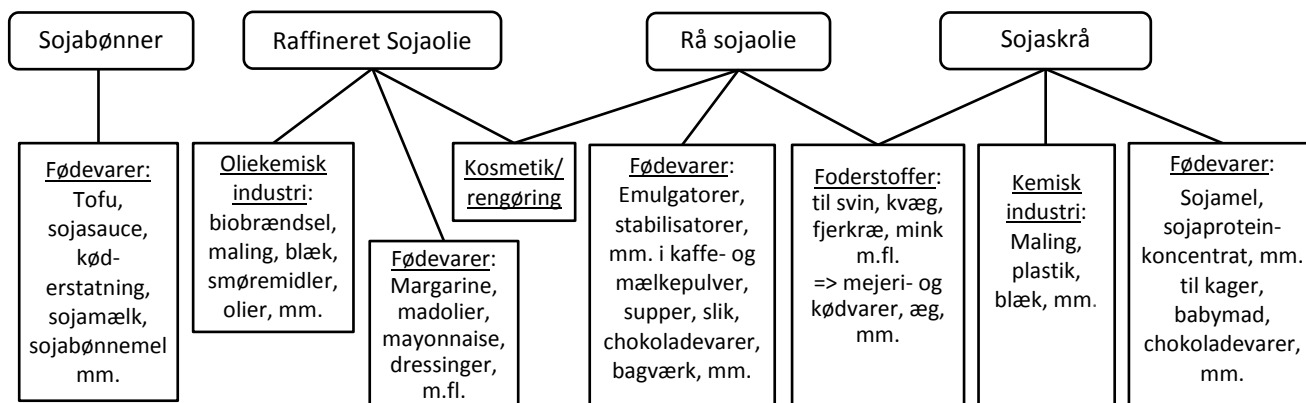 Sojabønner
Raffineret Sojaolie
Rå sojaolie
Sojaskrå
Fødevarer:
Tofu,
sojasauce,
kød-
erstatning,
sojamælk,
sojabønnemel
mm.
Oliekemisk
industri:
biobrændsel,
maling, blæk,
smøremidler,
olier, mm.
Fødevarer:
Margarine,
madolier,
mayonnaise,
dressinger,
m.fl.
Kosmetik/
rengøring
Fødevarer:
Emulgatorer,
stabilisatorer,
mm. i kaffe- og
mælkepulver,
supper, slik,
chokoladevarer,
bagværk, mm.
Foderstoffer:
til svin, kvæg,
fjerkræ, mink
m.fl.
=> mejeri- og
kødvarer, æg,
mm.
Kemisk
industri:
Maling,
plastik,
blæk, mm.
Fødevarer:
Sojamel,
sojaprotein-
koncentrat, mm.
til kager,
babymad,
chokoladevarer,
mm.